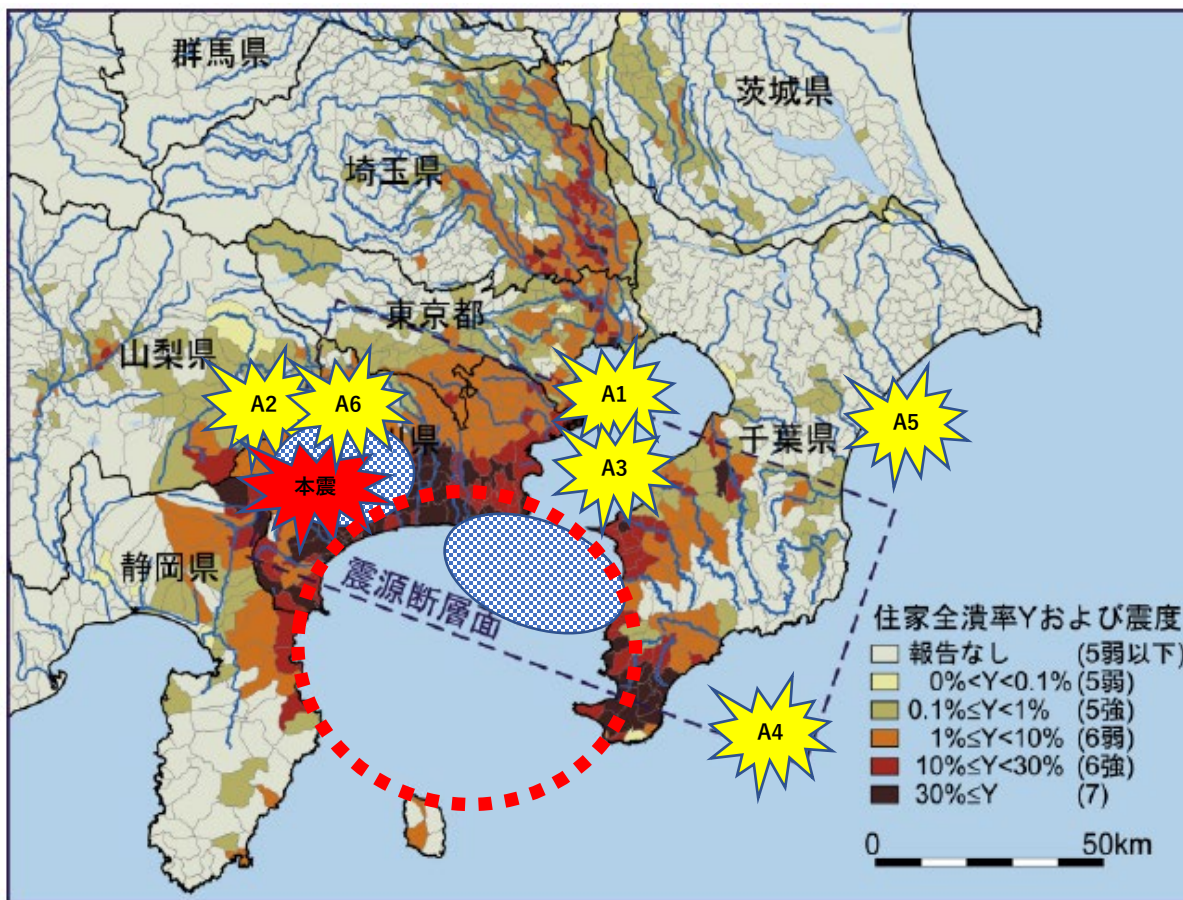 群馬県
茨城県
埼玉県
東京都
山梨県
A2
A6
A1
川県
千葉県
A5
A3
本震
静岡県
震源断層面
A4
住家全潰率Yおよび震度
報告なし (5弱以下)
0%<Y<0.1% (5弱)
0.1%≤Y<1% (5強)
1%≤Y<10% (6弱)
10%≤Y<30% (6強)
30%≤Y (7)
0 50km